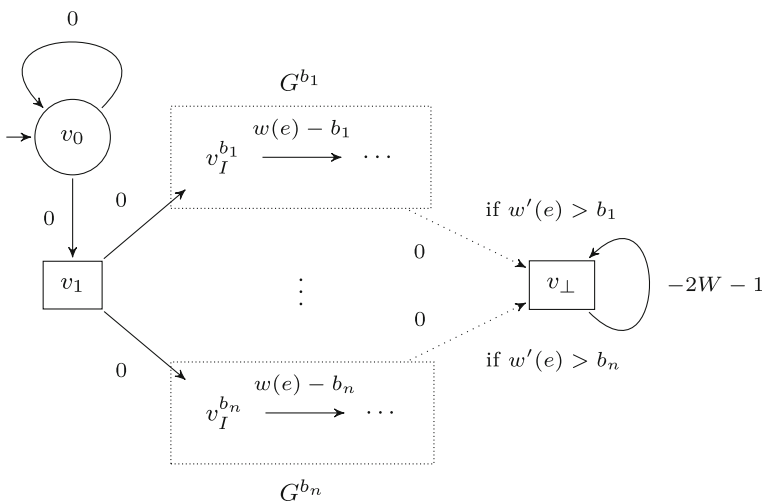 0
G^{b_1}
w(e) − b_1
v_0
v_I^{b_1}
···
0
0
if w′(e) > b_1
0
v_1
⋮
v_⊥
−2W − 1
0
0
if w′(e) > b_n
w(e) − b_n
v_I^{b_n}
···
G^{b_n}